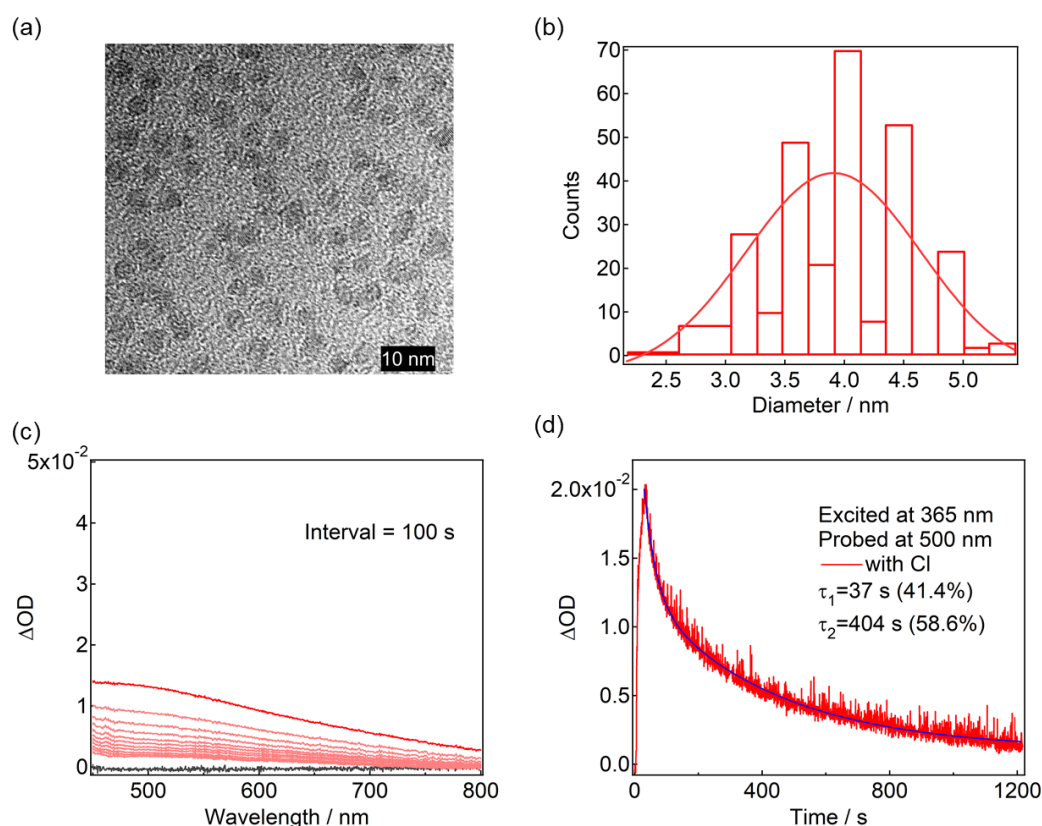 (a)
10 nm
(b)
70
60
50
40
30
20
10
0
Counts
2.5 3.0 3.5 4.0 4.5 5.0
Diameter / nm
(c)
5x10⁻²
4
3
2
1
0
ΔOD
Interval = 100 s
500 600 700 800
Wavelength / nm
(d)
2.0x10⁻²
1.5
1.0
0.5
0.0
ΔOD
Excited at 365 nm
Probed at 500 nm
with Cl
τ₁=37 s (41.4%)
τ₂=404 s (58.6%)
0 400 800 1200
Time / s